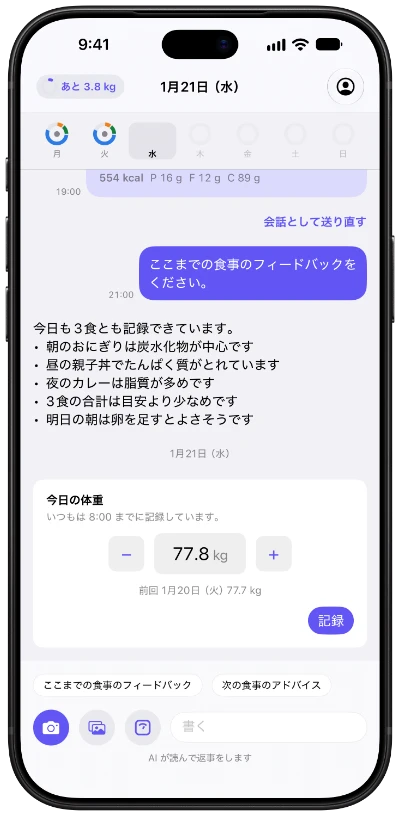 9:41
あと 3.8 kg
1月21日（水）
月 火 水 木 金 土 日
554 kcal P 16 g F 12 g C 89 g
19:00
会話として送り直す
ここまでの食事のフィードバックを
ください。
21:00
今日も3食とも記録できています。
• 朝のおにぎりは炭水化物が中心です
• 昼の親子丼でたんぱく質がとれています
• 夜のカレーは脂質が多めです
• 3食の合計は目安より少なめです
• 明日の朝は卵を足すとよさそうです
1月21日（水）
今日の体重
いつもは 8:00 までに記録しています。
− 77.8 kg +
前回 1月20日（火）77.7 kg
記録
ここまでの食事のフィードバック 次の食事のアドバイス
書く
AI が読んで返事をします